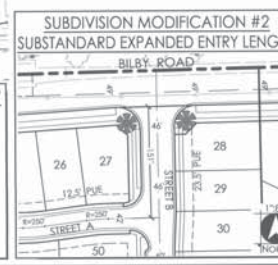 SUBDIVISION MODIFICATION #2
SUBSTANDARD EXPANDED ENTRY LENG
BILBY ROAD
46'
151'
26
27
28
12.5' PUE
46'
STREET B
23.5' PUE
29
R=250'
R=250'
STREET A
30
50